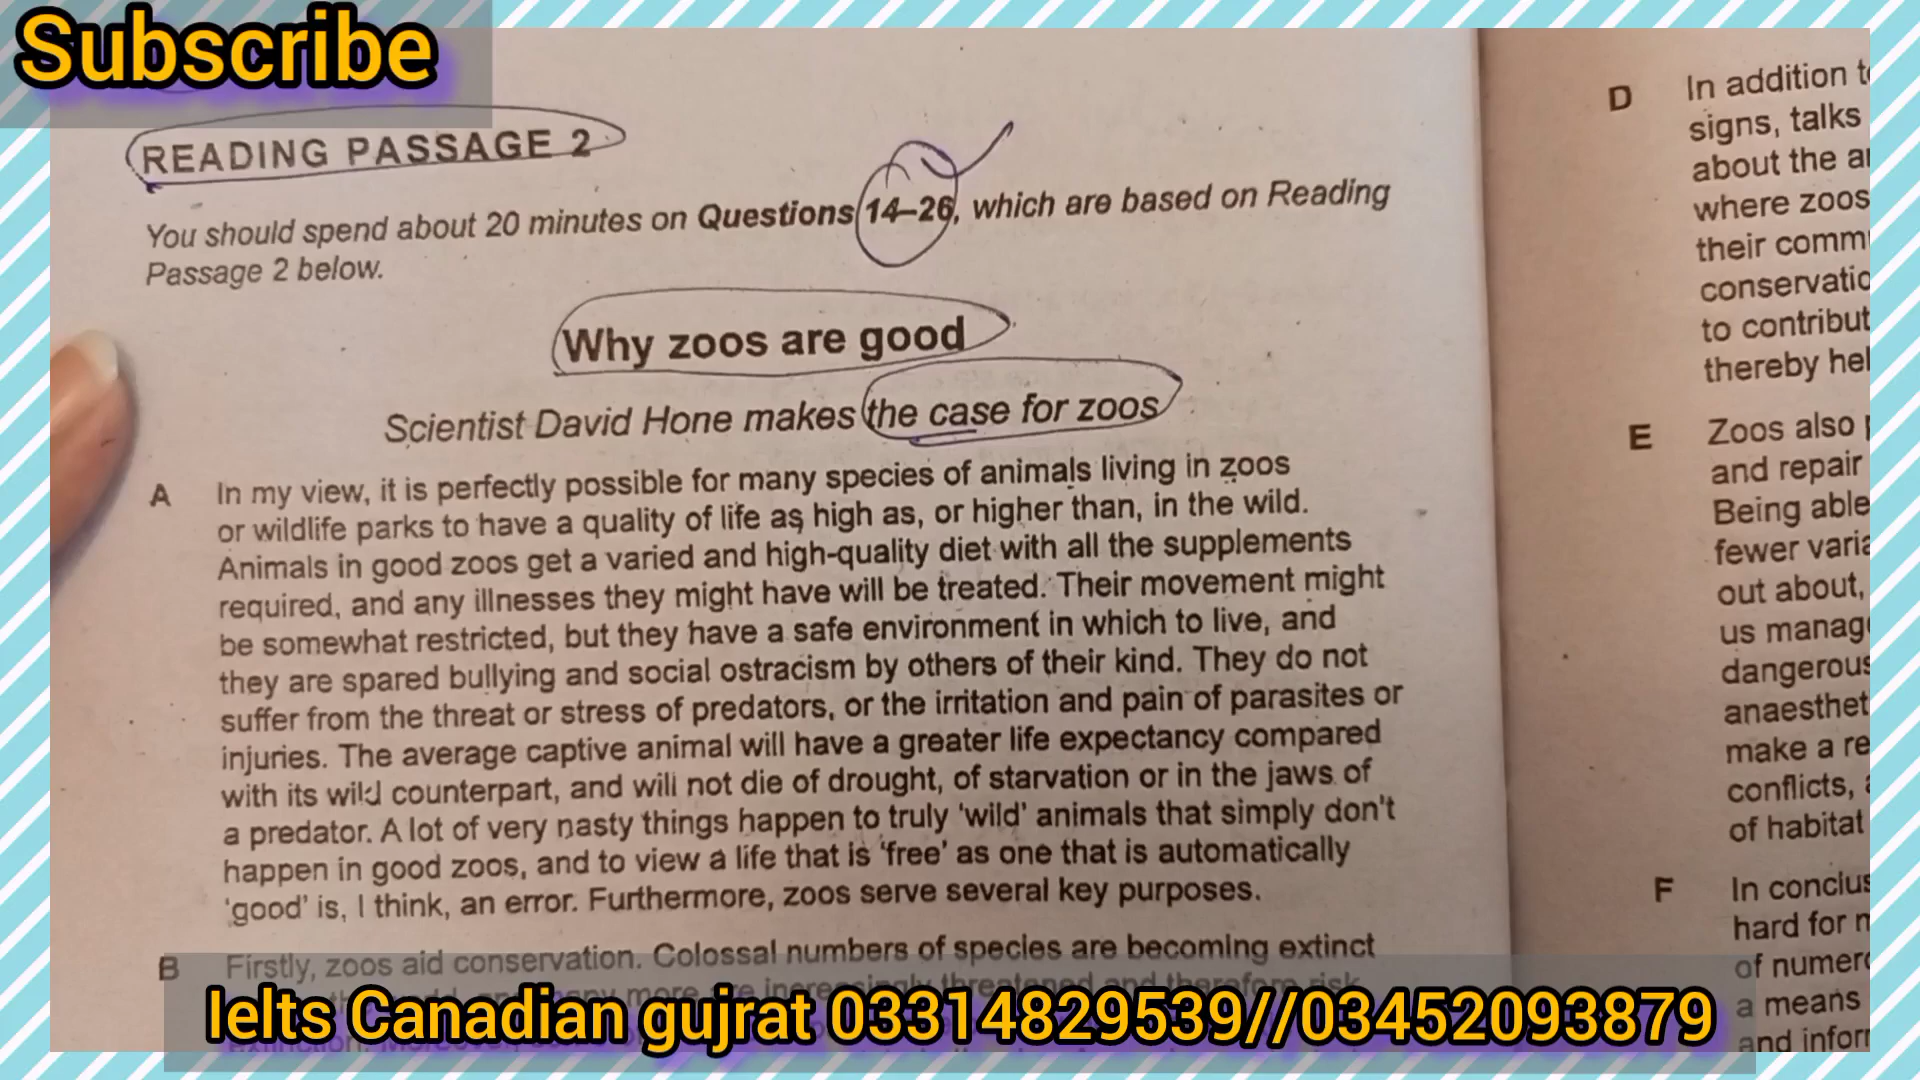 Subscribe
READING PASSAGE 2
You should spend about 20 minutes on Questions 14–26, which are based on Reading
Passage 2 below.
Why zoos are good
Scientist David Hone makes the case for zoos
A In my view, it is perfectly possible for many species of animals living in zoos
or wildlife parks to have a quality of life as high as, or higher than, in the wild.
Animals in good zoos get a varied and high-quality diet with all the supplements
required, and any illnesses they might have will be treated. Their movement might
be somewhat restricted, but they have a safe environment in which to live, and
they are spared bullying and social ostracism by others of their kind. They do not
suffer from the threat or stress of predators, or the irritation and pain of parasites or
injuries. The average captive animal will have a greater life expectancy compared
with its wild counterpart, and will not die of drought, of starvation or in the jaws of
a predator. A lot of very nasty things happen to truly 'wild' animals that simply don't
happen in good zoos, and to view a life that is 'free' as one that is automatically
'good' is, I think, an error. Furthermore, zoos serve several key purposes.
B Firstly, zoos aid conservation. Colossal numbers of species are becoming extinct
more are increasingly threatened and therefore risk
Ielts Canadian gujrat 03314829539//03452093879
D In addition
signs, talks
about the
where zoos
their
to
thereby
E Zoos also
and repair
Being able
fewer
out about,
us
dangerous
make a
conflicts,
of habitat
F In
hard for
of
a means
and